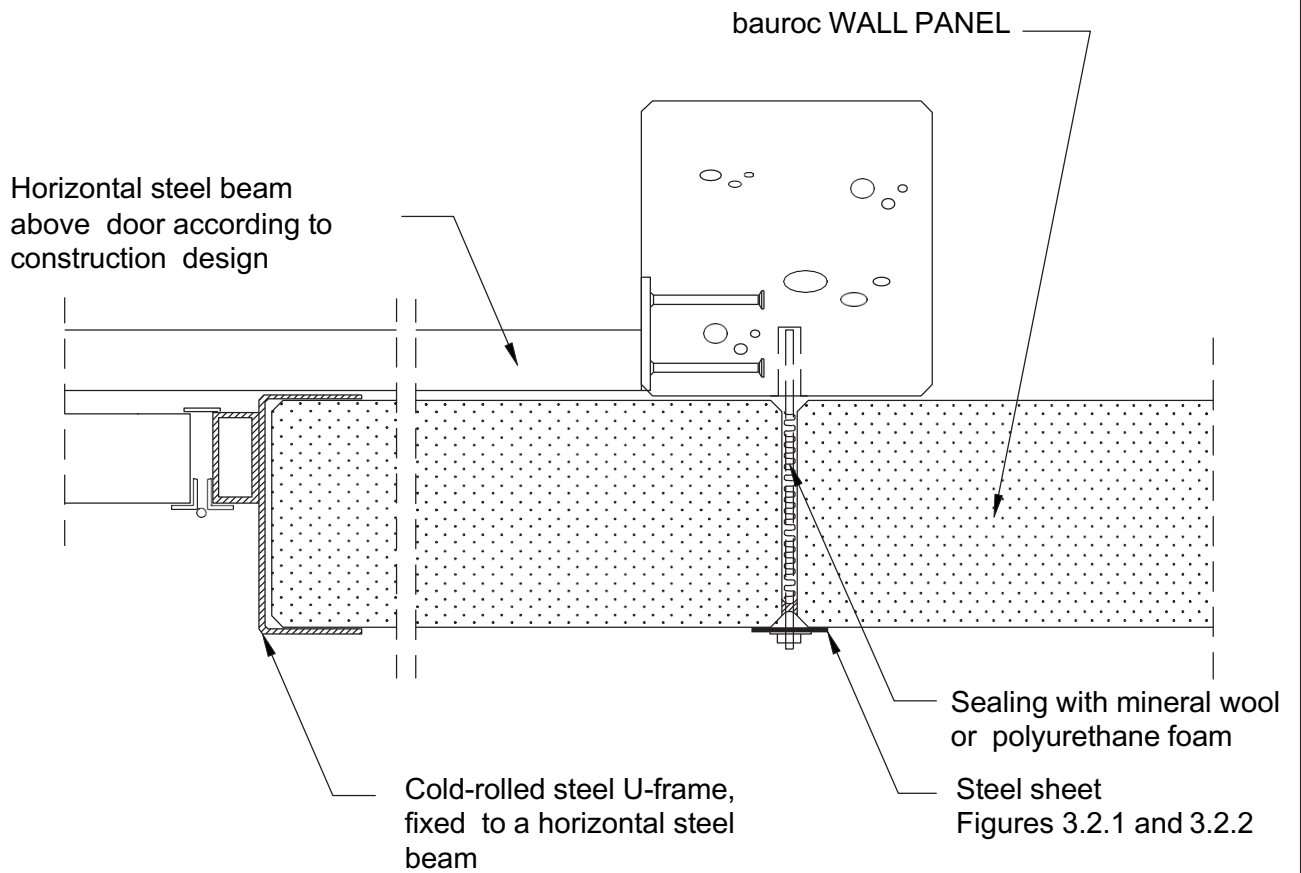 bauroc WALL PANEL
Horizontal steel beam
above door according to
construction design
Sealing with mineral wool
or polyurethane foam
Cold-rolled steel U-frame,
fixed to a horizontal steel
beam
Steel sheet
Figures 3.2.1 and 3.2.2